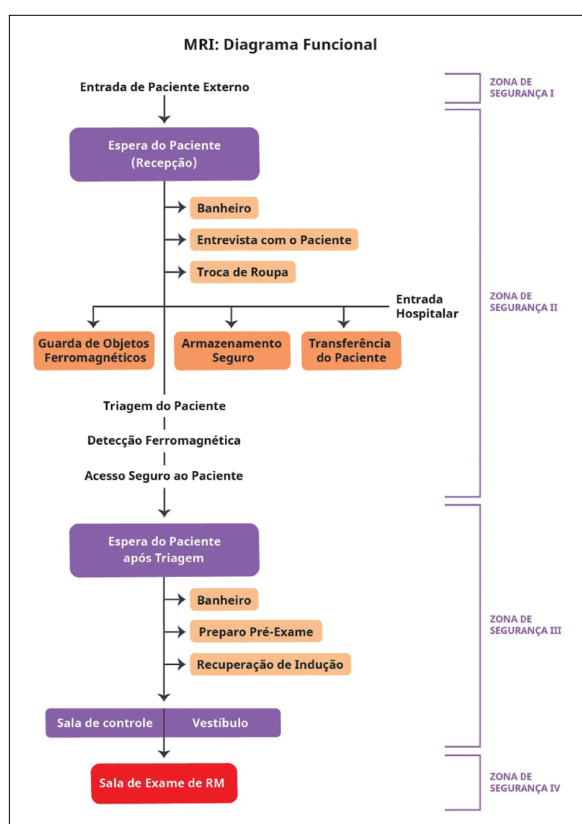 MRI: Diagrama Funcional
Entrada de Paciente Externo
ZONA DE
SEGURANÇA I
Espera do Paciente
(Recepção)
Banheiro
Entrevista com o Paciente
Troca de Roupa
Entrada
Hospitalar
ZONA DE
SEGURANÇA II
Guarda de Objetos
Ferromagnéticos
Armazenamento
Seguro
Transferência
do Paciente
Triagem do Paciente
Detecção Ferromagnética
Acesso Seguro ao Paciente
Espera do Paciente
após Triagem
Banheiro
Preparo Pré-Exame
Recuperação de Indução
ZONA DE
SEGURANÇA III
Sala de controle
Vestíbulo
Sala de Exame de RM
ZONA DE
SEGURANÇA IV